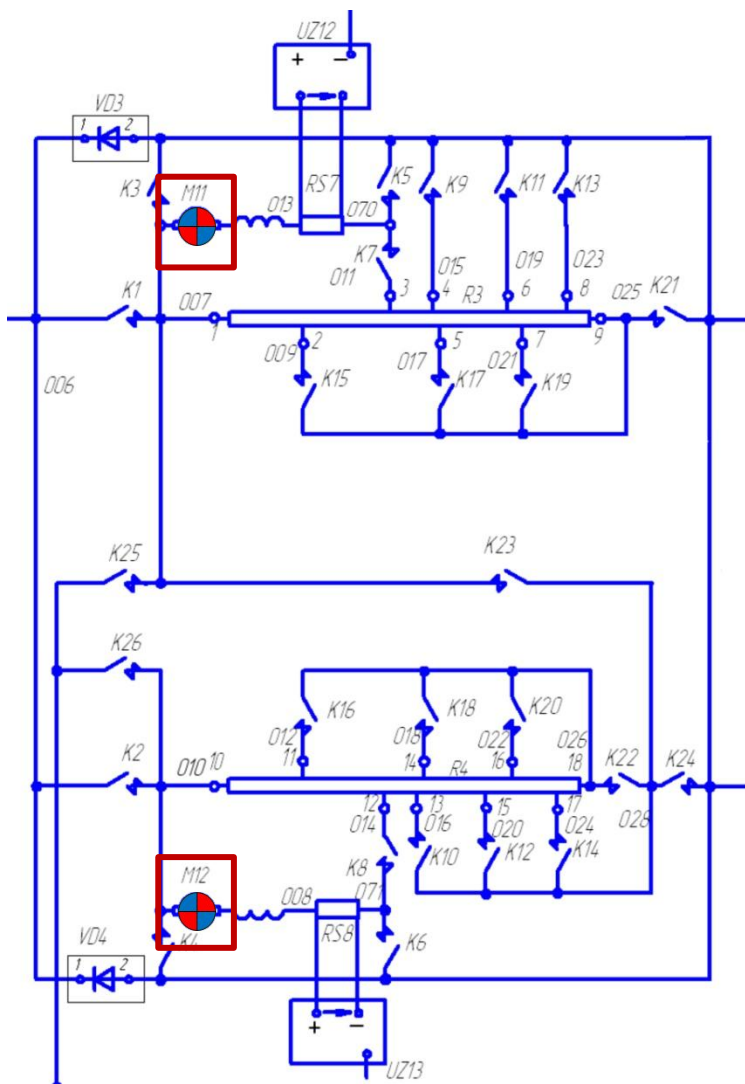 UZ12
+ −
VD3
1 2
K3
M11
013
RS7
070
K5
K9
K11
K13
K7
011
015
019
023
3
4
6
R3
8
025
K21
K1
007
1
2
5
7
9
006
009
K15
017
K17
021
K19
K25
K23
K26
K16
K18
K20
012
018
022
026
K2
010
10
11
14
16
18
R4
K22
K24
12
13
15
17
014
016
020
024
028
K8
K10
K12
K14
M12
008
071
RS8
K4
K6
VD4
1 2
+ −
UZ13